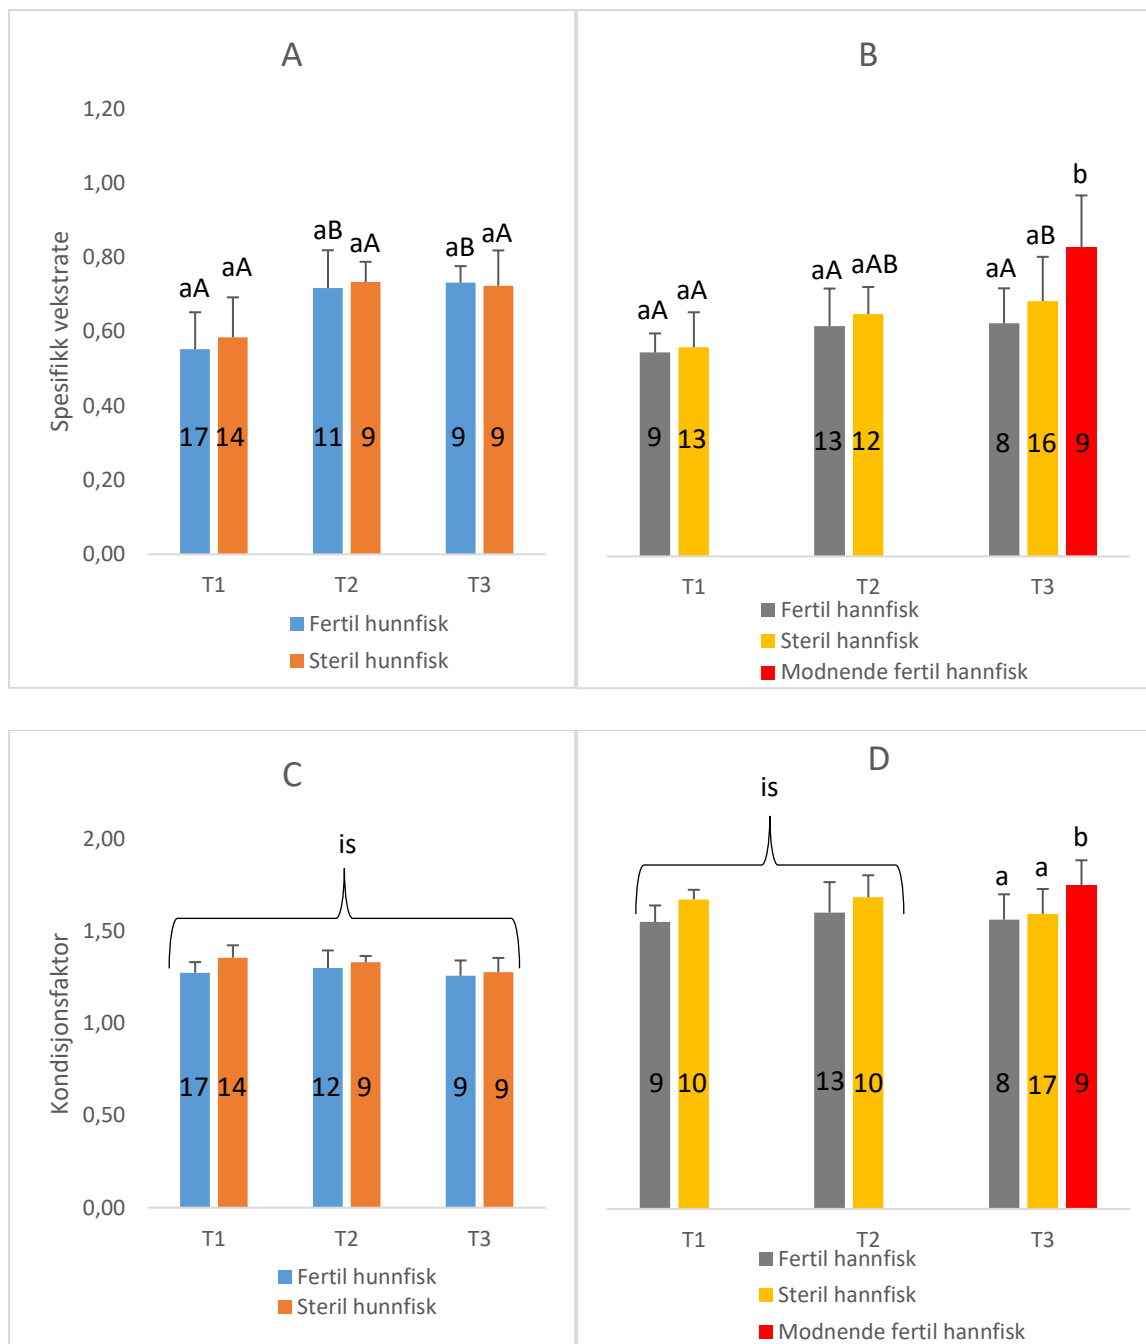 A
1,20
1,00
0,80
0,60
0,40
0,20
0,00
Spesifikk vekstrate
aA
aA
aB
aA
aB
aA
17
14
11
9
9
9
T1
T2
T3
Fertil hunnfisk
Steril hunnfisk
B
aA
aA
aA
aAB
aA
aB
b
9
13
13
12
8
16
9
T1
T2
T3
Fertil hannfisk
Steril hannfisk
Modnende fertil hannfisk
C
is
2,00
1,50
1,00
0,50
0,00
Kondisjonsfaktor
17
14
12
9
9
9
T1
T2
T3
Fertil hunnfisk
Steril hunnfisk
D
is
a
a
b
9
10
13
10
8
17
9
T1
T2
T3
Fertil hannfisk
Steril hannfisk
Modnende fertil hannfisk